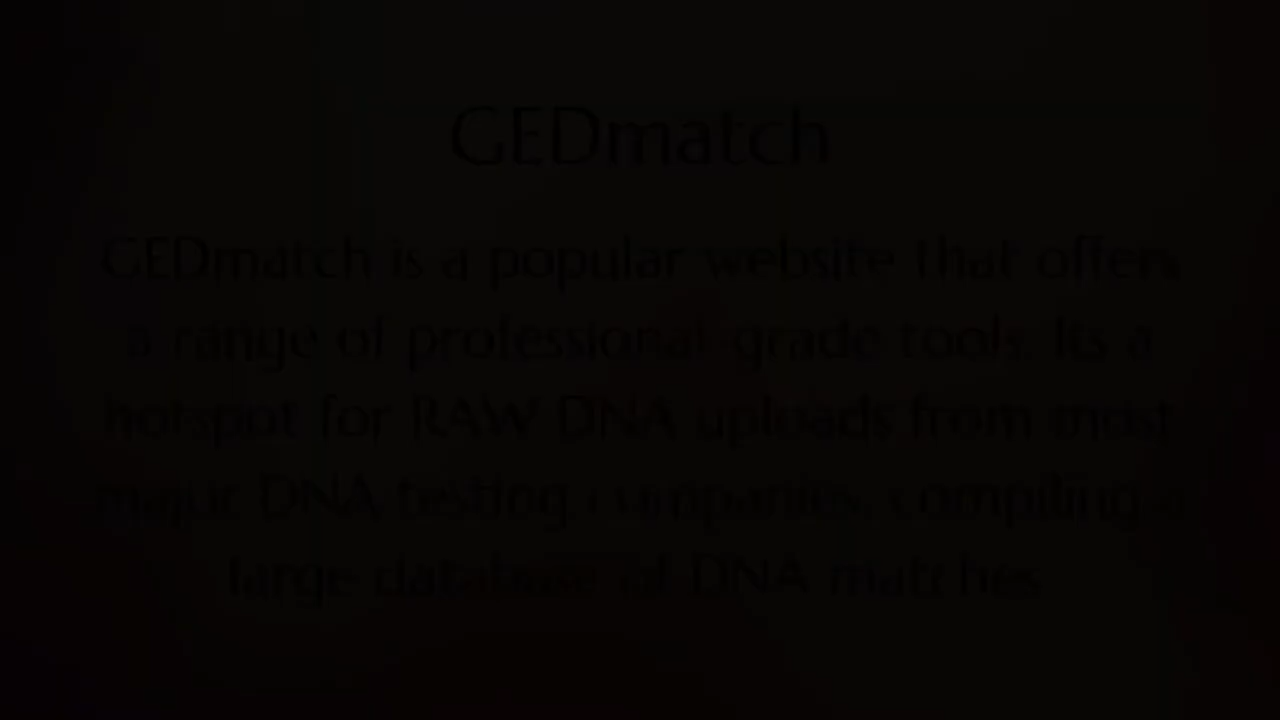 GEDmatch
GEDmatch is a popular website that offers
a range of professional-grade tools. Its a
hotspot for RAW DNA uploads from most
major DNA testing companies, compiling a
large database of DNA matches